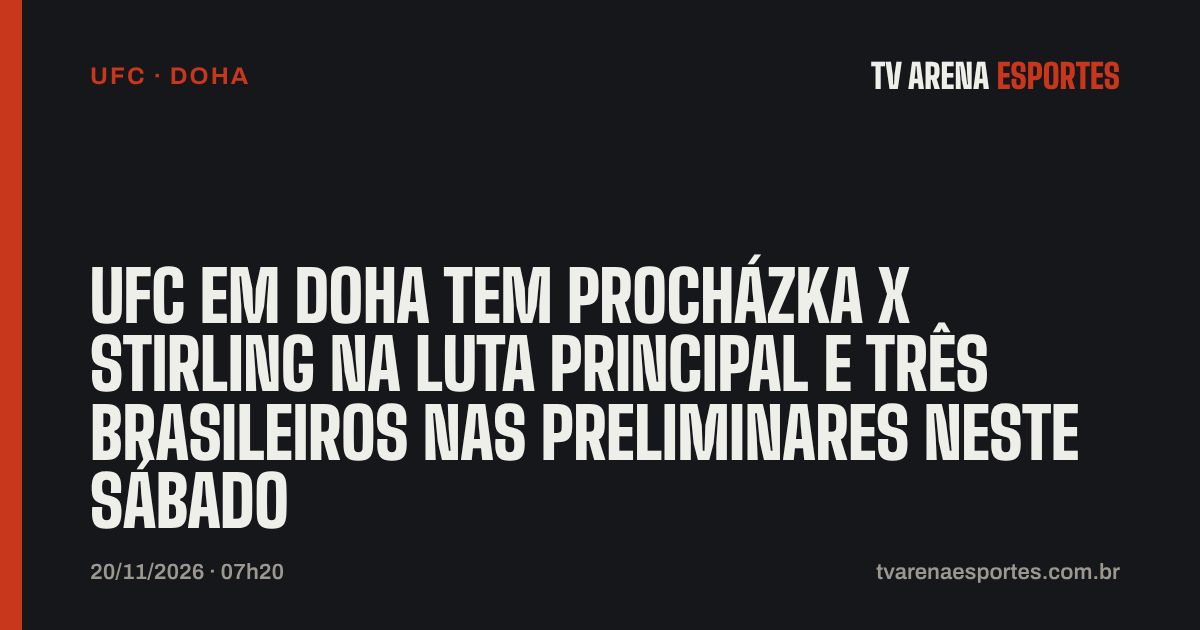 UFC · DOHA
TV ARENA ESPORTES
UFC EM DOHA TEM PROCHÁZKA X
STIRLING NA LUTA PRINCIPAL E TRÊS
BRASILEIROS NAS PRELIMINARES NESTE
SÁBADO
20/11/2026 · 07h20
tvarenaesportes.com.br